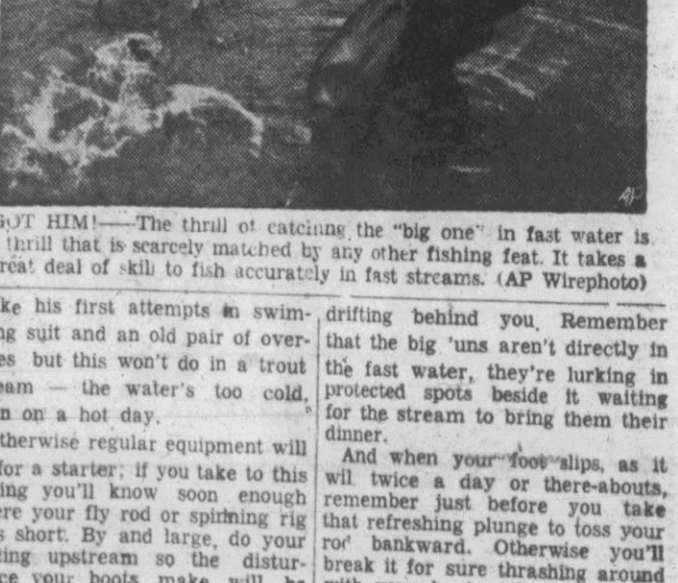 AP
GOT HIM!—The thrill of catching the "big one" in fast water is
thrill that is scarcely matched by any other fishing feat. It takes a
reat deal of skill to fish accurately in fast streams. (AP Wirephoto)
ke his first attempts in swim-
ng suit and an old pair of over-
es but this won't do in a trout
eam — the water's too cold,
n on a hot day.
therwise regular equipment will
for a starter; if you take to this
ing you'll know soon enough
ere your fly rod or spinning rig
s short. By and large, do your
ing upstream so the distur-
ce your boots make will be
drifting behind you. Remember
that the big 'uns aren't directly in
the fast water, they're lurking in
protected spots beside it waiting
for the stream to bring them their
dinner.
And when your foot slips, as it
wil twice a day or there-abouts,
remember just before you take
that refreshing plunge to toss your
rod bankward. Otherwise you'll
break it for sure thrashing around